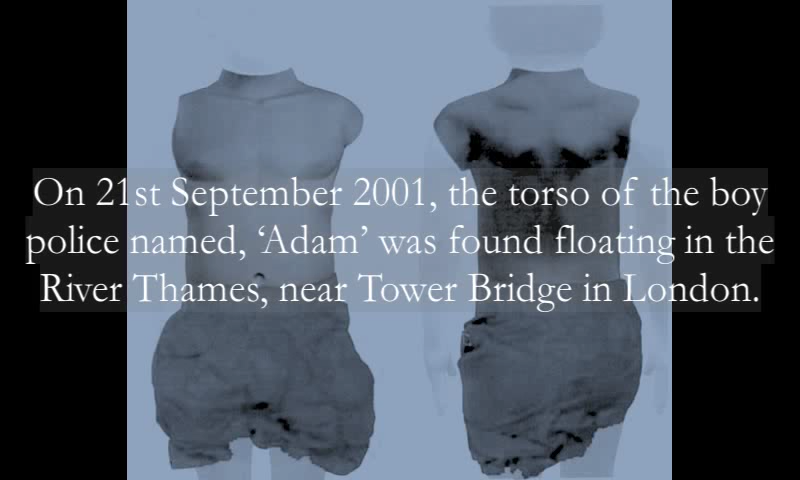 On 21st September 2001, the torso of the boy
police named, ‘Adam’ was found floating in the
River Thames, near Tower Bridge in London.